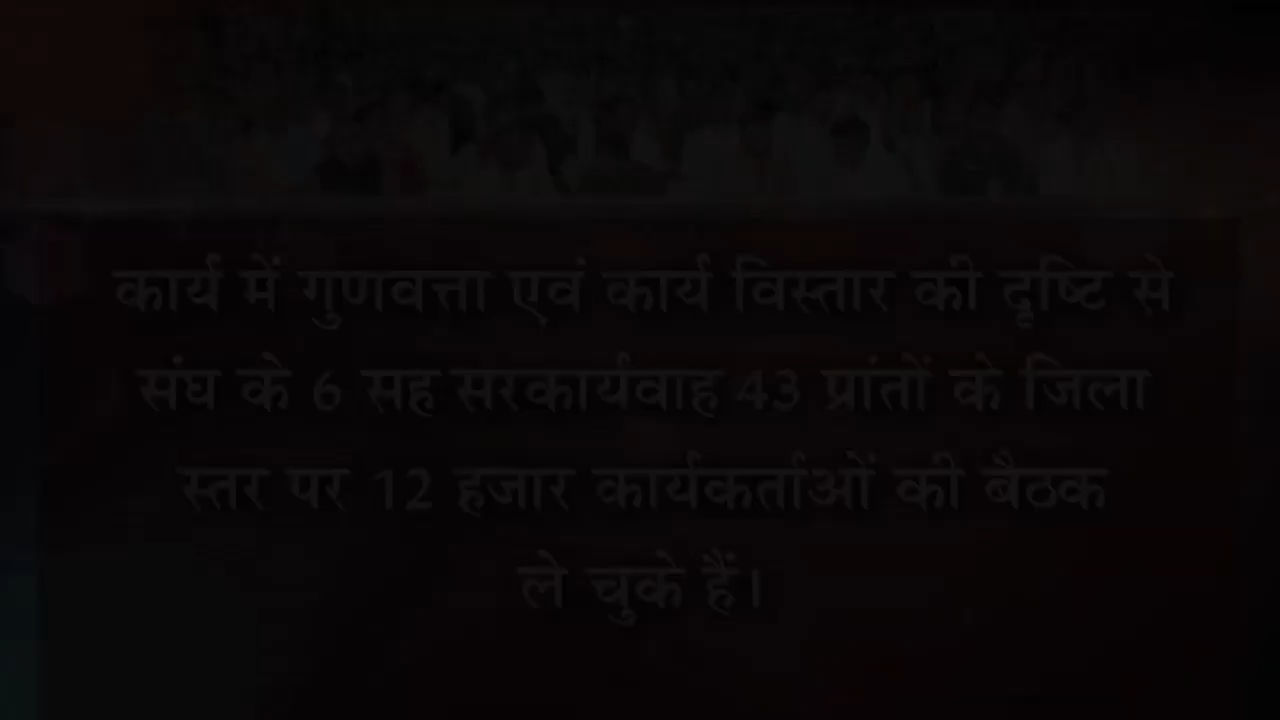 कार्य में गुणवत्ता एवं कार्य विस्तार की दृष्टि से
संघ के 6 सह सरकार्यवाह 43 प्रांतों के जिला
स्तर पर 12 हजार कार्यकर्ताओं की बैठक
ले चुके हैं।